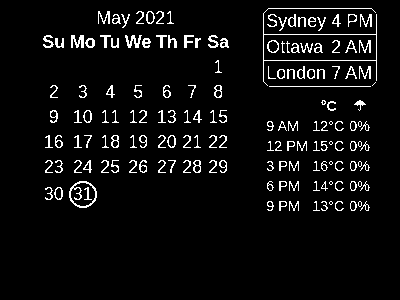 May 2021
Su Mo Tu We Th Fr Sa
1
2 3 4 5 6 7 8
9 10 11 12 13 14 15
16 17 18 19 20 21 22
23 24 25 26 27 28 29
30 31
Sydney 4 PM
Ottawa 2 AM
London 7 AM
°C ☂
9 AM 12°C 0%
12 PM 15°C 0%
3 PM 16°C 0%
6 PM 14°C 0%
9 PM 13°C 0%